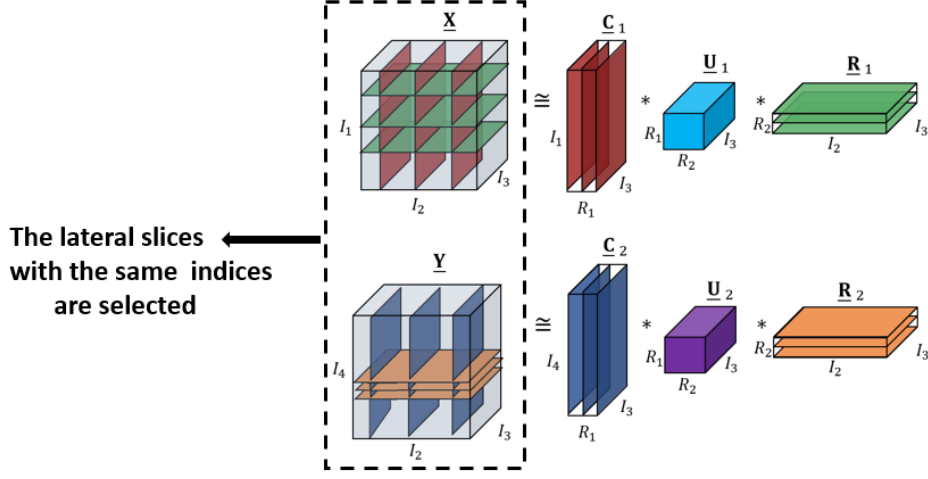 X C 1 U 1 R 1
≅ * *
I1 I2 I3
I1 R1 I3
R1 R2 I3
R2 I2 I3
The lateral slices
with the same indices
are selected
Y C 2 U 2 R 2
≅ * *
I4 I2 I3
I4 R1 I3
R1 R2 I3
R2 I2 I3